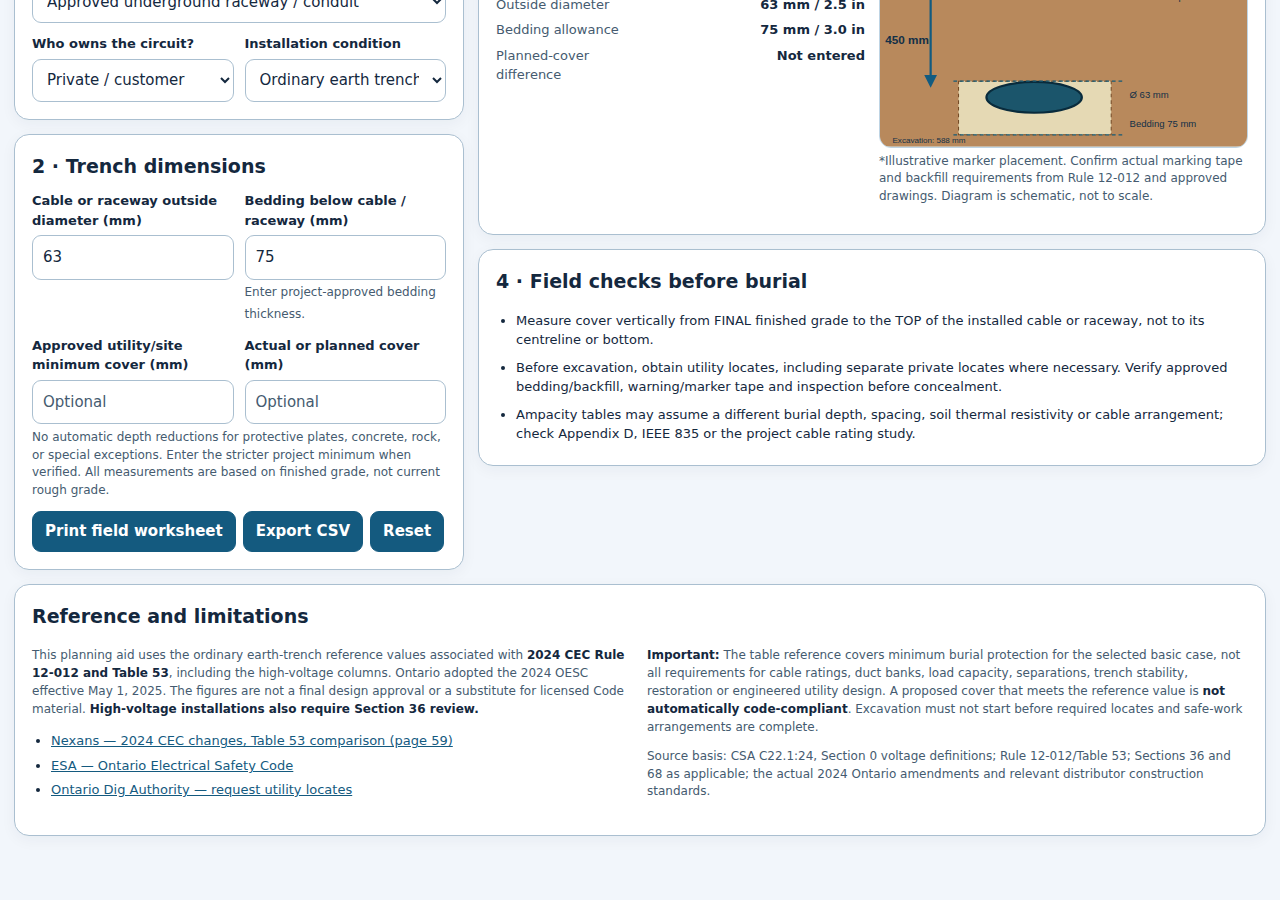 Approved underground raceway / conduit
Who owns the circuit?
Installation condition
Private / customer
Ordinary earth trench
2 · Trench dimensions
Cable or raceway outside
diameter (mm)
Bedding below cable /
raceway (mm)
63
75
Enter project-approved bedding
thickness.
Approved utility/site
minimum cover (mm)
Actual or planned cover
(mm)
Optional
Optional
No automatic depth reductions for protective plates, concrete, rock,
or special exceptions. Enter the stricter project minimum when
verified. All measurements are based on finished grade, not current
rough grade.
Print field worksheet
Export CSV
Reset
Outside diameter
63 mm / 2.5 in
Bedding allowance
75 mm / 3.0 in
Planned-cover
difference
Not entered
450 mm
Ø 63 mm
Bedding 75 mm
Excavation: 588 mm
*Illustrative marker placement. Confirm actual marking tape
and backfill requirements from Rule 12-012 and approved
drawings. Diagram is schematic, not to scale.
4 · Field checks before burial
• Measure cover vertically from FINAL finished grade to the TOP of the installed cable or raceway, not to its
centreline or bottom.
• Before excavation, obtain utility locates, including separate private locates where necessary. Verify approved
bedding/backfill, warning/marker tape and inspection before concealment.
• Ampacity tables may assume a different burial depth, spacing, soil thermal resistivity or cable arrangement;
check Appendix D, IEEE 835 or the project cable rating study.
Reference and limitations
This planning aid uses the ordinary earth-trench reference values associated with 2024 CEC Rule
12-012 and Table 53, including the high-voltage columns. Ontario adopted the 2024 OESC
effective May 1, 2025. The figures are not a final design approval or a substitute for licensed Code
material. High-voltage installations also require Section 36 review.
• Nexans — 2024 CEC changes, Table 53 comparison (page 59)
• ESA — Ontario Electrical Safety Code
• Ontario Dig Authority — request utility locates
Important: The table reference covers minimum burial protection for the selected basic case, not
all requirements for cable ratings, duct banks, load capacity, separations, trench stability,
restoration or engineered utility design. A proposed cover that meets the reference value is not
automatically code-compliant. Excavation must not start before required locates and safe-work
arrangements are complete.
Source basis: CSA C22.1:24, Section 0 voltage definitions; Rule 12-012/Table 53; Sections 36 and
68 as applicable; the actual 2024 Ontario amendments and relevant distributor construction
standards.